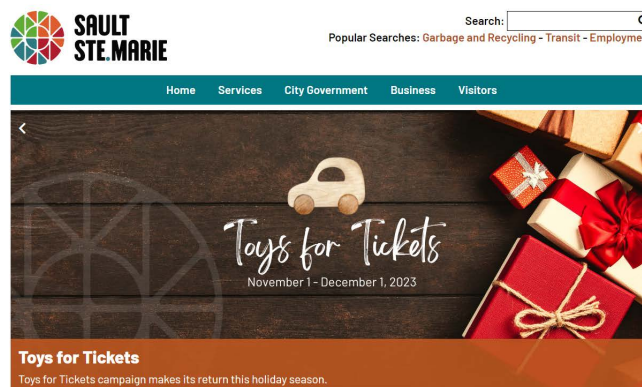 SAULT
STE.MARIE
Search:
Popular Searches: Garbage and Recycling - Transit - Employme
Home Services City Government Business Visitors
Toys for Tickets
November 1 - December 1, 2023
Toys for Tickets
Toys for Tickets campaign makes its return this holiday season.